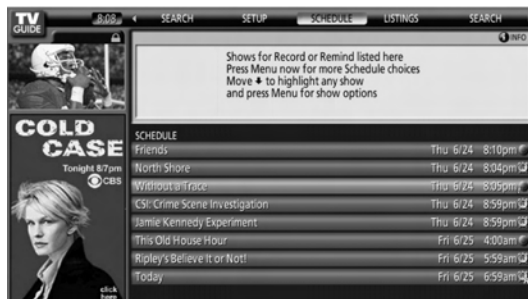 TV
GUIDE
8:08
SEARCH SETUP SCHEDULE LISTINGS SEARCH
INFO
Shows for Record or Remind listed here
Press Menu now for more Schedule choices
Move to highlight any show
and press Menu for show options
COLD
CASE
Tonight 8/7pm
CBS
click
here
SCHEDULE
Friends Thu 6/24 8:10pm
North Shore Thu 6/24 8:04pm
Without a Trace Thu 6/24 8:05pm
CSI: Crime Scene Investigation Thu 6/24 8:59pm
Jamie Kennedy Experiment Thu 6/24 8:59pm
This Old House Hour Fri 6/25 4:00am
Ripley's Believe It or Not! Fri 6/25 5:59am
Today Fri 6/25 6:59am